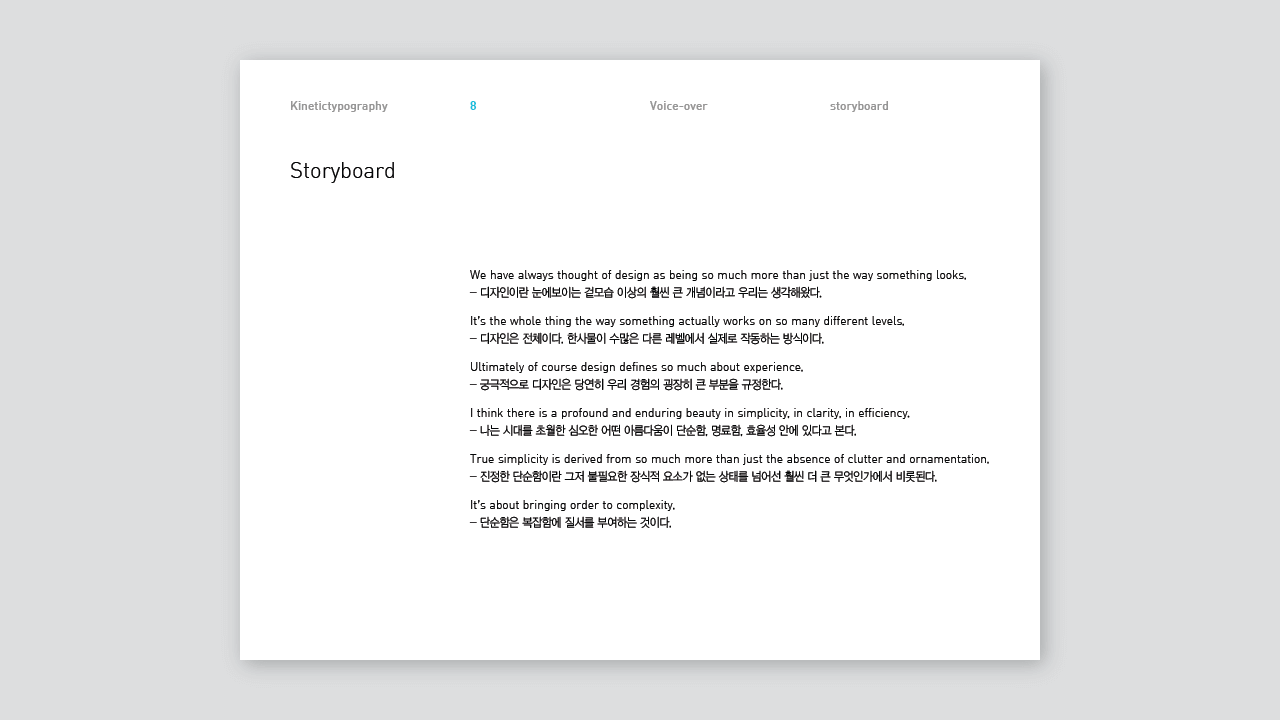 Kinetictypography 8 Voice-over storyboard
Storyboard
We have always thought of design as being so much more than just the way something looks.
– 디자인이란 눈에보이는 겉모습 이상의 훨씬 큰 개념이라고 우리는 생각해왔다.
It's the whole thing the way something actually works on so many different levels.
– 디자인은 전체이다. 한사물이 수많은 다른 레벨에서 실제로 작동하는 방식이다.
Ultimately of course design defines so much about experience.
– 궁극적으로 디자인은 당연히 우리 경험의 굉장히 큰 부분을 규정한다.
I think there is a profound and enduring beauty in simplicity, in clarity, in efficiency.
– 나는 시대를 초월한 심오한 어떤 아름다움이 단순함, 명료함, 효율성 안에 있다고 본다.
True simplicity is derived from so much more than just the absence of clutter and ornamentation.
– 진정한 단순함이란 그저 불필요한 장식적 요소가 없는 상태를 넘어선 훨씬 더 큰 무엇인가에서 비롯된다.
It's about bringing order to complexity.
– 단순함은 복잡함에 질서를 부여하는 것이다.